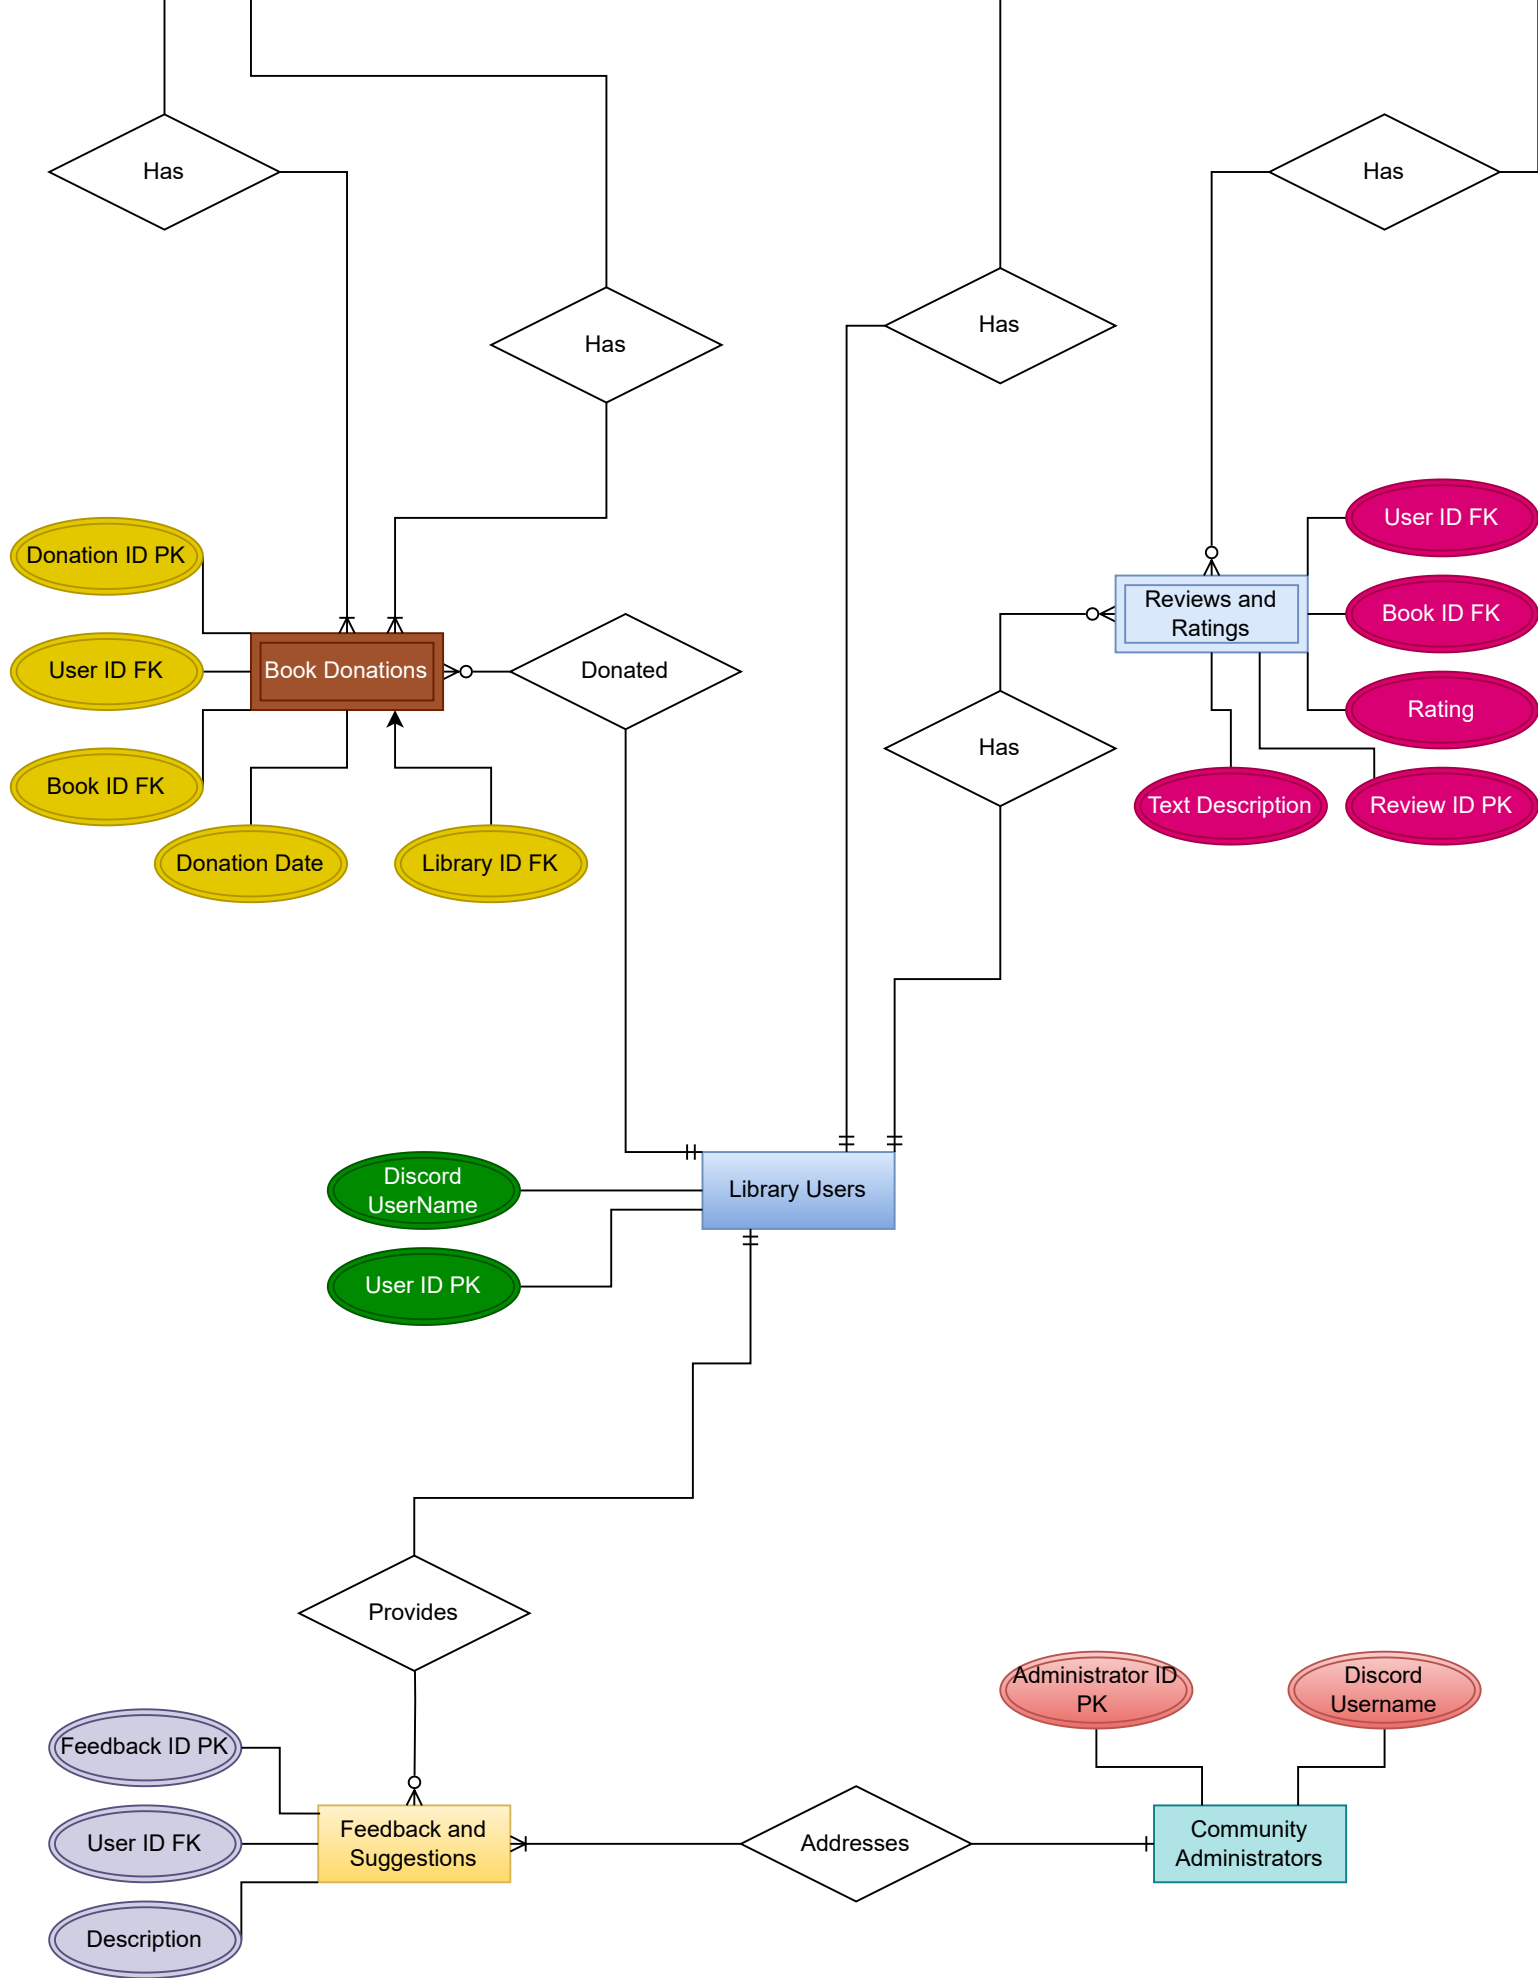 Has
Has
Has
Has
User ID FK
Donation ID PK
Reviews and
Ratings
Book ID FK
User ID FK
Book Donations
Donated
Rating
Has
Book ID FK
Text Description
Review ID PK
Donation Date
Library ID FK
Discord
UserName
Library Users
User ID PK
Provides
Administrator ID
PK
Discord
Username
Feedback ID PK
User ID FK
Feedback and
Suggestions
Addresses
Community
Administrators
Description